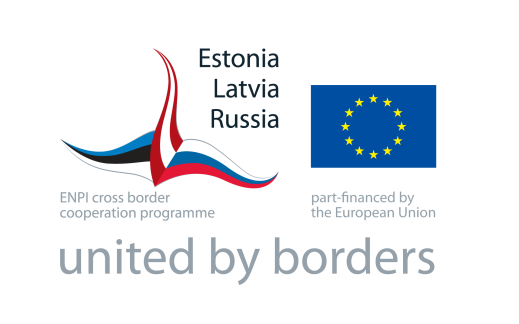 Estonia
Latvia
Russia
ENPI cross border
cooperation programme
part-financed by
the European Union
united by borders